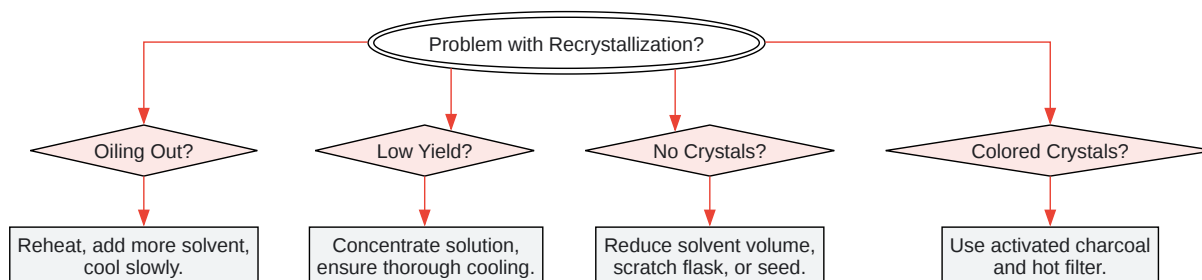 Problem with Recrystallization?
Oiling Out?
Low Yield?
No Crystals?
Colored Crystals?
Reheat, add more solvent,
cool slowly.
Concentrate solution,
ensure thorough cooling.
Reduce solvent volume,
scratch flask, or seed.
Use activated charcoal
and hot filter.